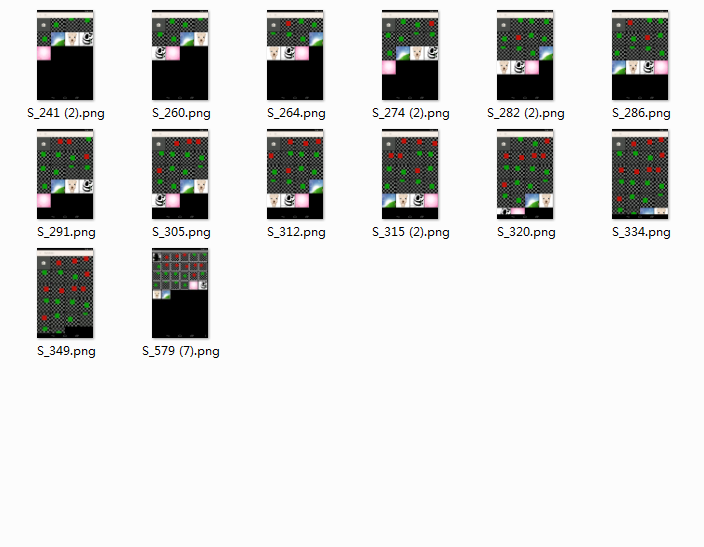 S_241 (2).png S_260.png S_264.png S_274 (2).png S_282 (2).png S_286.png
S_291.png S_305.png S_312.png S_315 (2).png S_320.png S_334.png
S_349.png S_579 (7).png